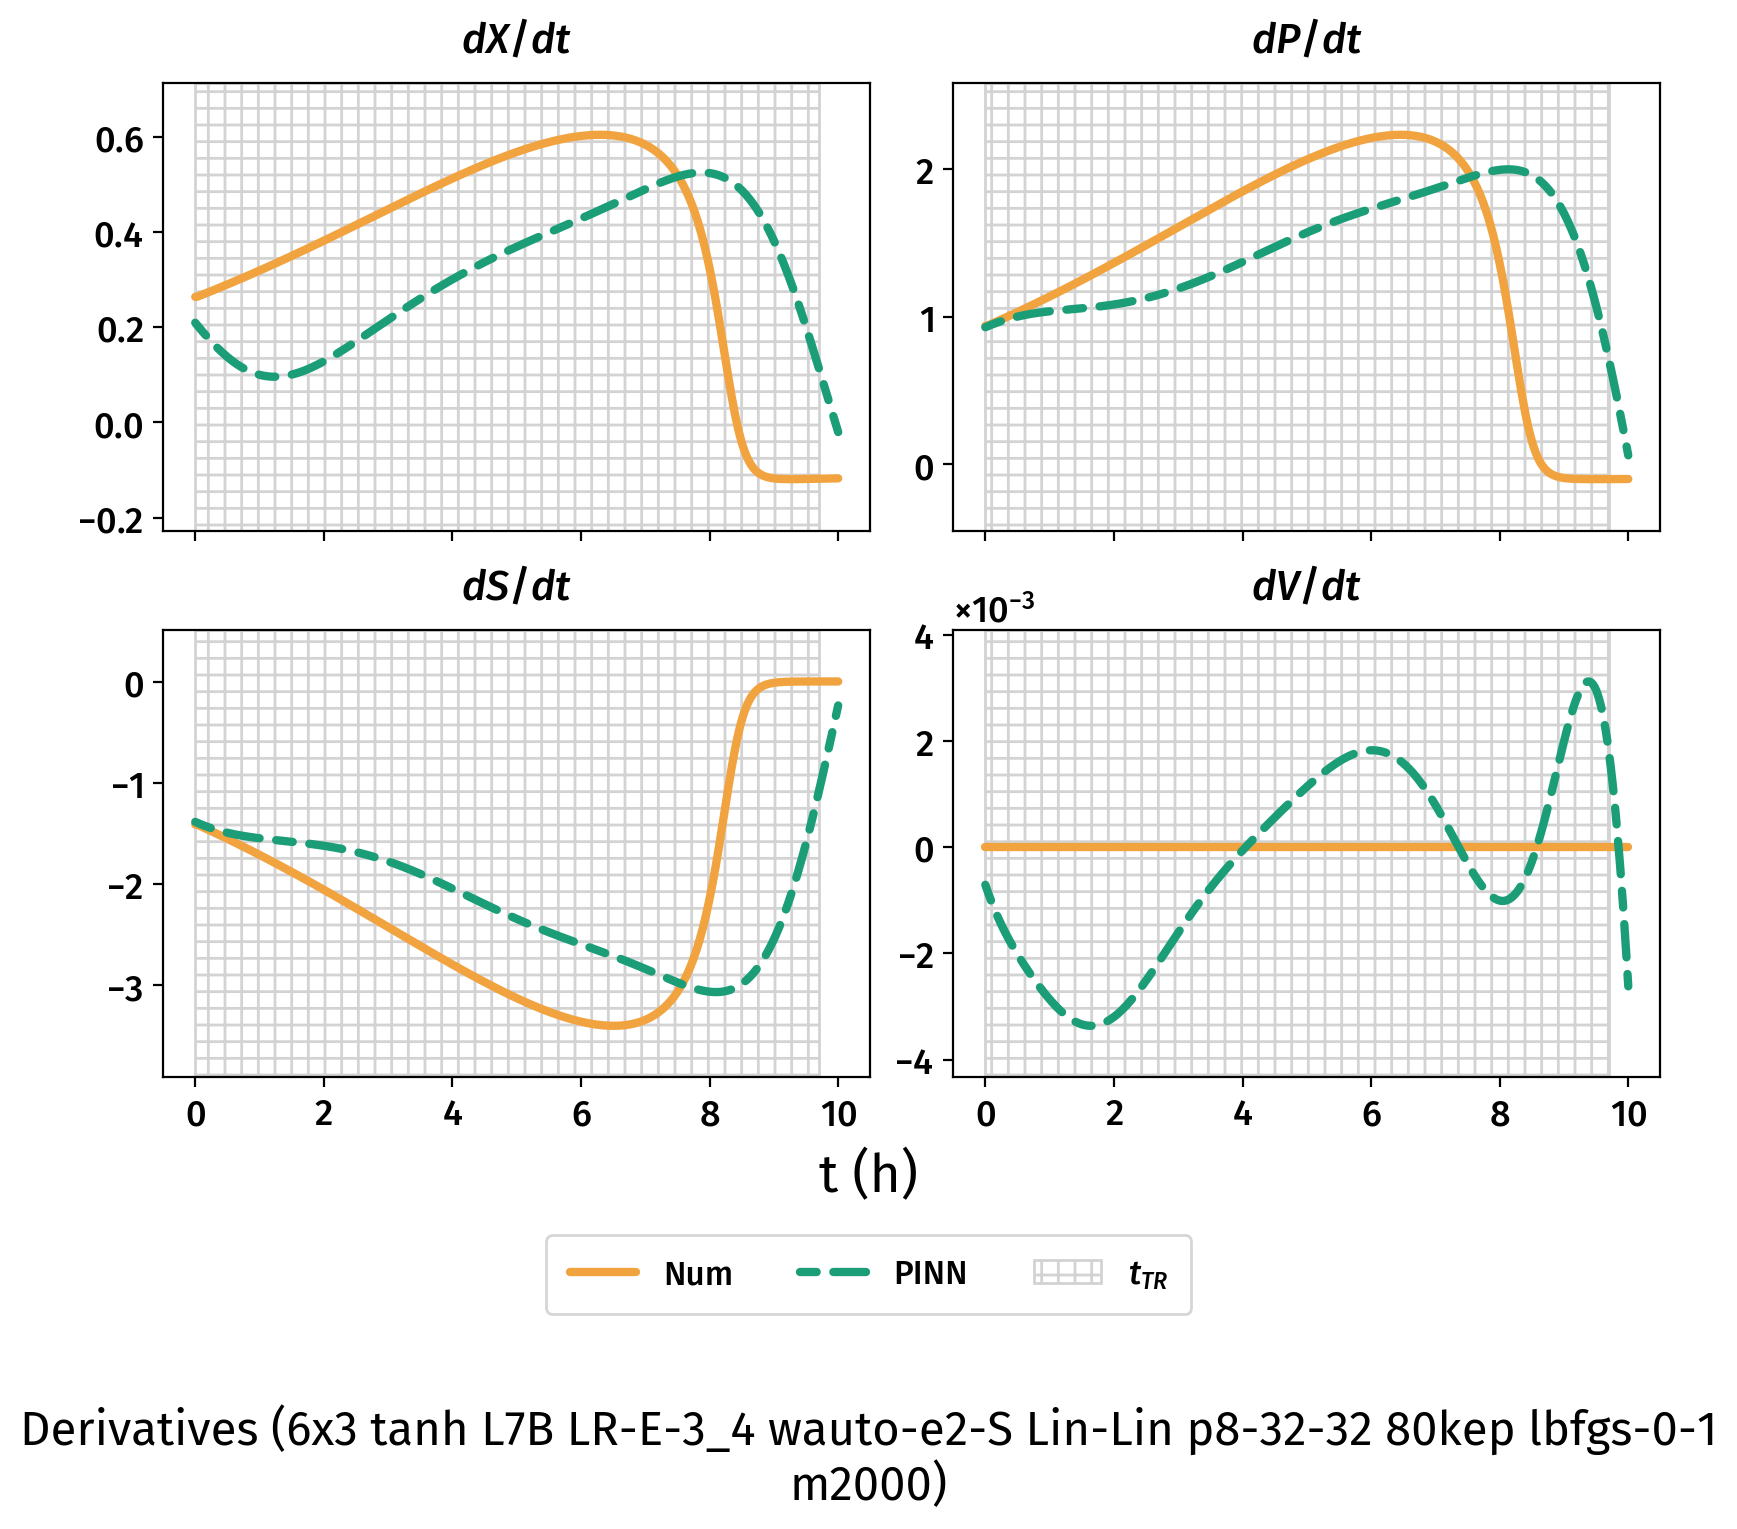 dX/dt
dP/dt
0.6
0.4
0.2
0.0
−0.2
2
1
0
dS/dt
dV/dt
×10⁻³
0
−1
−2
−3
4
2
0
−2
−4
0 2 4 6 8 10
0 2 4 6 8 10
t (h)
Num PINN t_TR
Derivatives (6x3 tanh L7B LR-E-3_4 wauto-e2-S Lin-Lin p8-32-32 80kep lbfgs-0-1
m2000)